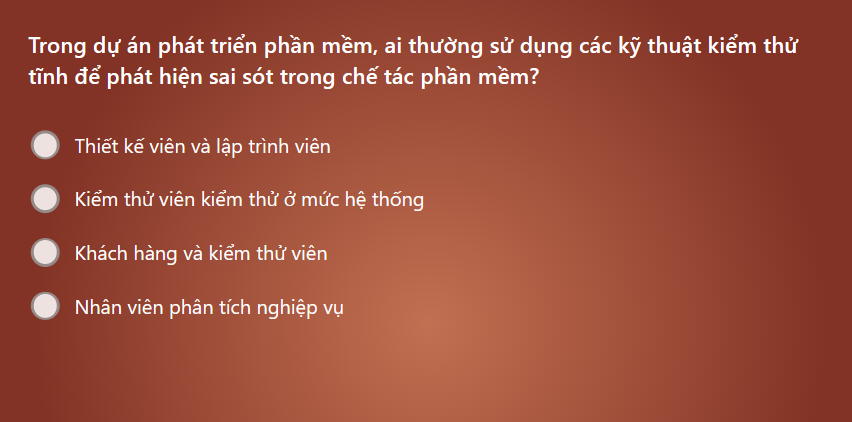 Trong dự án phát triển phần mềm, ai thường sử dụng các kỹ thuật kiểm thử
tĩnh để phát hiện sai sót trong chế tác phần mềm?
Thiết kế viên và lập trình viên
Kiểm thử viên kiểm thử ở mức hệ thống
Khách hàng và kiểm thử viên
Nhân viên phân tích nghiệp vụ